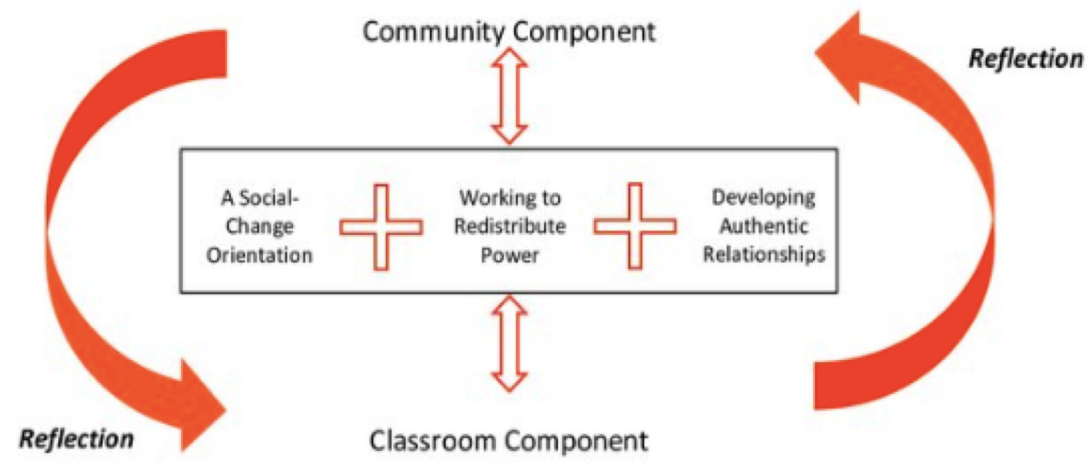 Community Component
Reflection
A Social-
Change
Orientation
Working to
Redistribute
Power
Developing
Authentic
Relationships
Reflection
Classroom Component